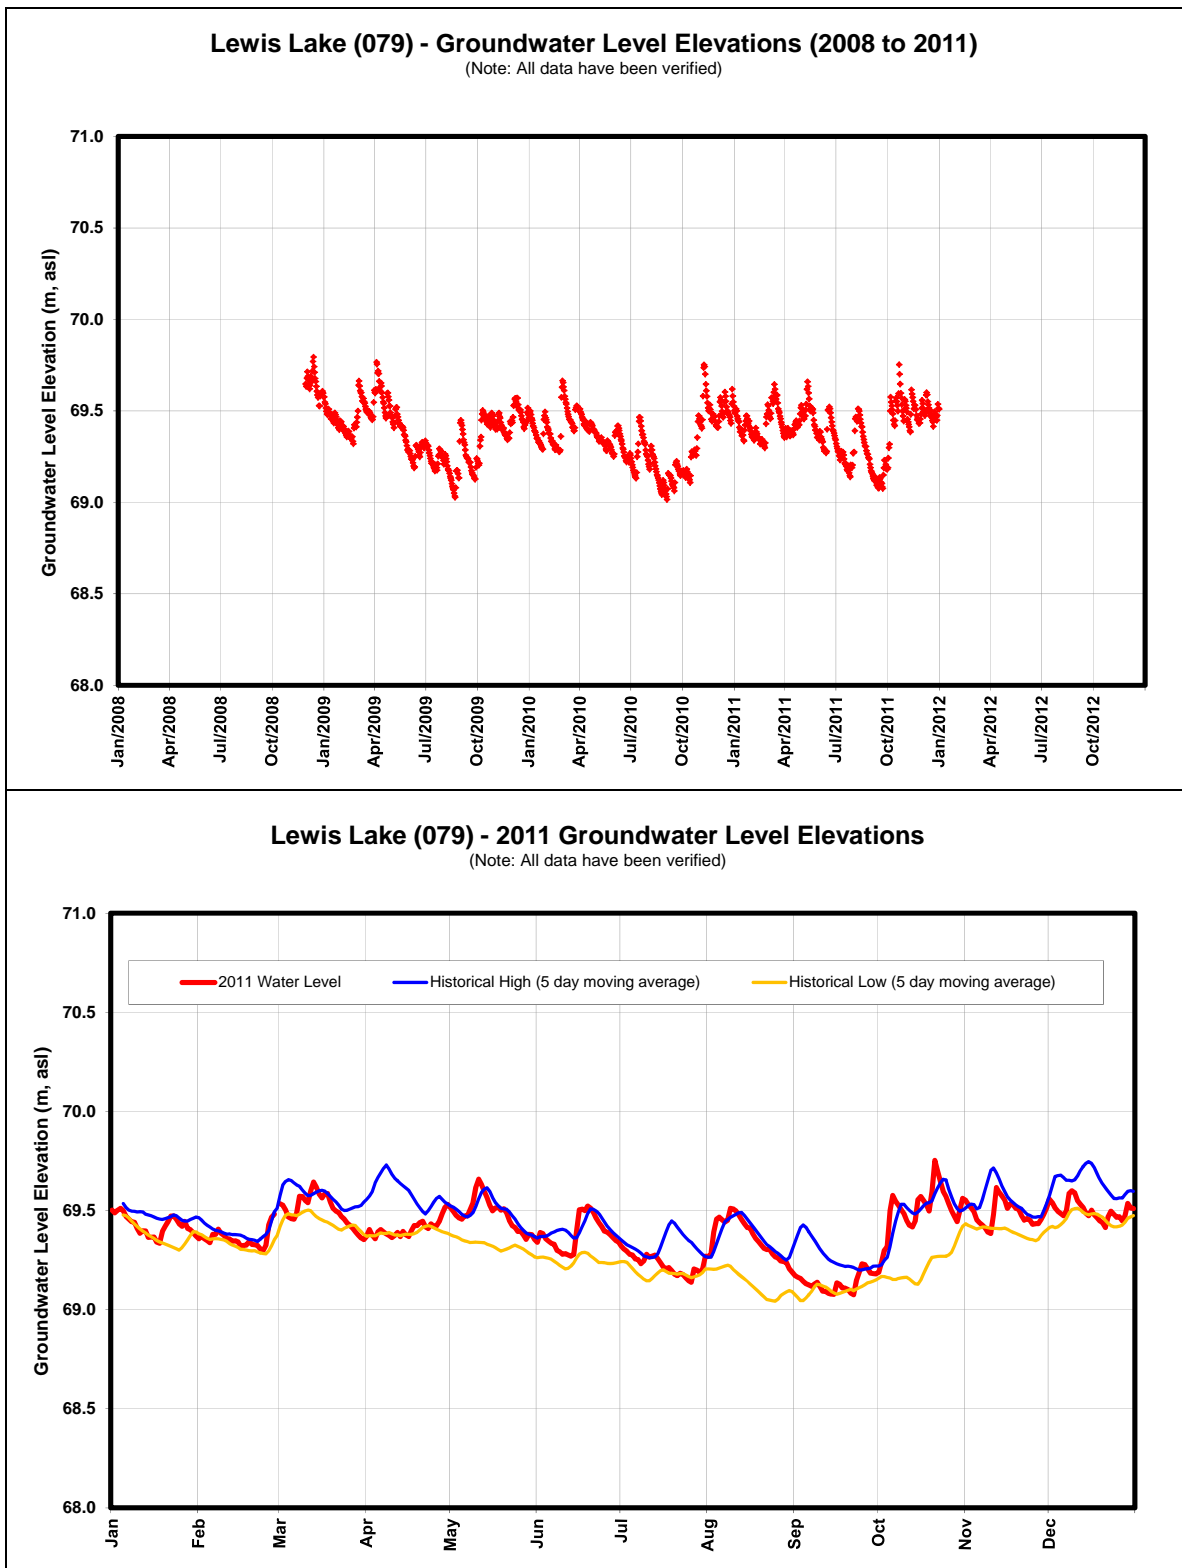 Lewis Lake (079) - Groundwater Level Elevations (2008 to 2011)
(Note: All data have been verified)
Groundwater Level Elevation (m, asl)
71.0
70.5
70.0
69.5
69.0
68.5
68.0
Jan/2008
Apr/2008
Jul/2008
Oct/2008
Jan/2009
Apr/2009
Jul/2009
Oct/2009
Jan/2010
Apr/2010
Jul/2010
Oct/2010
Jan/2011
Apr/2011
Jul/2011
Oct/2011
Jan/2012
Apr/2012
Jul/2012
Oct/2012
Lewis Lake (079) - 2011 Groundwater Level Elevations
(Note: All data have been verified)
Groundwater Level Elevation (m, asl)
71.0
70.5
70.0
69.5
69.0
68.5
68.0
2011 Water Level
Historical High (5 day moving average)
Historical Low (5 day moving average)
Jan
Feb
Mar
Apr
May
Jun
Jul
Aug
Sep
Oct
Nov
Dec